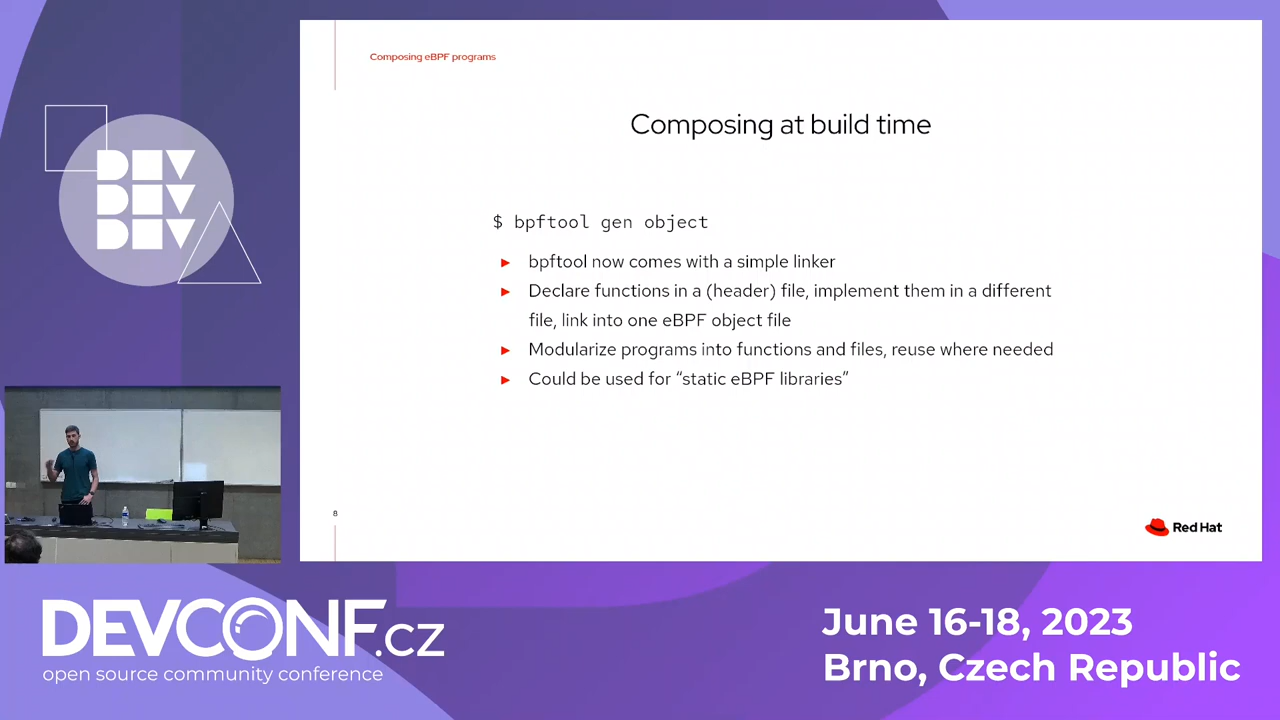 Composing eBPF programs
Composing at build time
$ bpftool gen object
► bpftool now comes with a simple linker
► Declare functions in a (header) file, implement them in a different
file, link into one eBPF object file
► Modularize programs into functions and files, reuse where needed
► Could be used for “static eBPF libraries”
8
Red Hat
DEV
DEV
DEV
DEVCONF.cz
open source community conference
June 16-18, 2023
Brno, Czech Republic